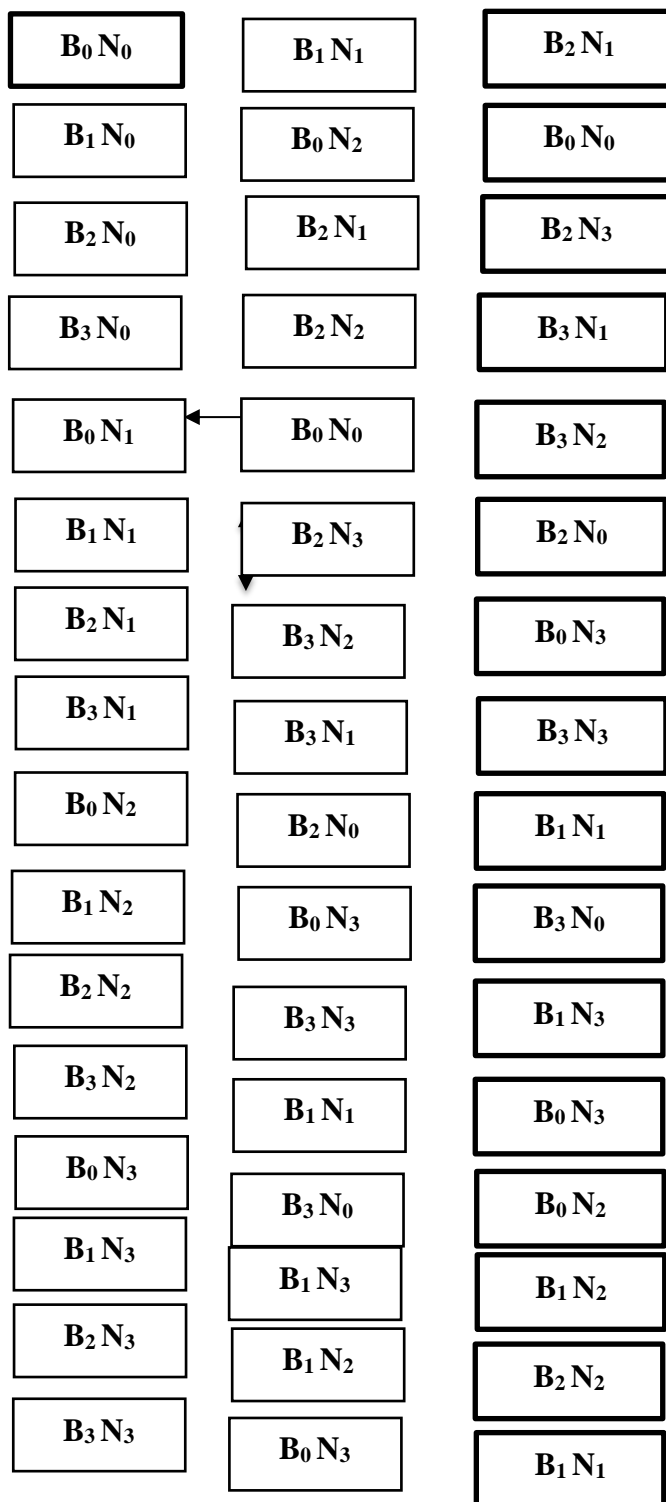 B₀ N₀
B₁ N₀
B₂ N₀
B₃ N₀
B₀ N₁
B₁ N₁
B₂ N₁
B₃ N₁
B₀ N₂
B₁ N₂
B₂ N₂
B₃ N₂
B₀ N₃
B₁ N₃
B₂ N₃
B₃ N₃
B₁ N₁
B₀ N₂
B₂ N₁
B₂ N₂
B₀ N₀
B₂ N₃
B₃ N₂
B₃ N₁
B₂ N₀
B₀ N₃
B₃ N₃
B₁ N₁
B₃ N₀
B₁ N₃
B₁ N₂
B₀ N₃
B₂ N₁
B₀ N₀
B₂ N₃
B₃ N₁
B₃ N₂
B₂ N₀
B₀ N₃
B₃ N₃
B₁ N₁
B₃ N₀
B₁ N₃
B₀ N₃
B₀ N₂
B₁ N₂
B₂ N₂
B₁ N₁